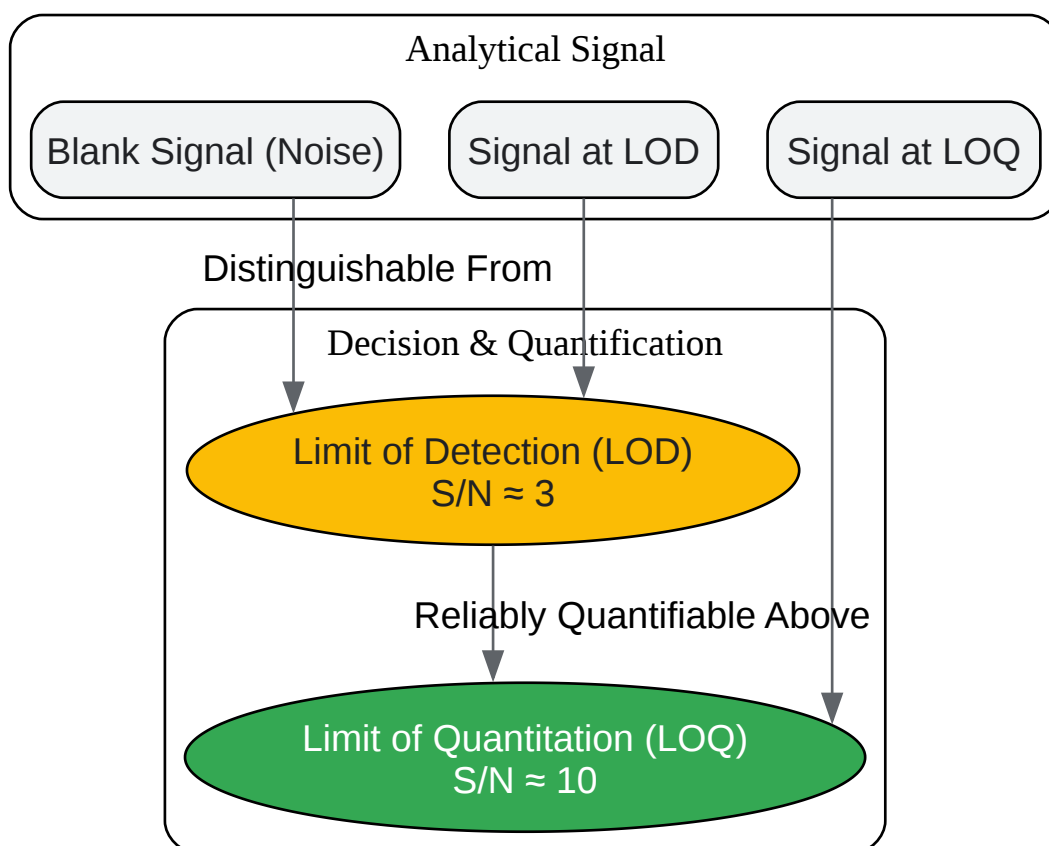 Analytical Signal
Blank Signal (Noise)
Signal at LOD
Signal at LOQ
Distinguishable From
Decision & Quantification
Limit of Detection (LOD)
S/N ≈ 3
Reliably Quantifiable Above
Limit of Quantitation (LOQ)
S/N ≈ 10